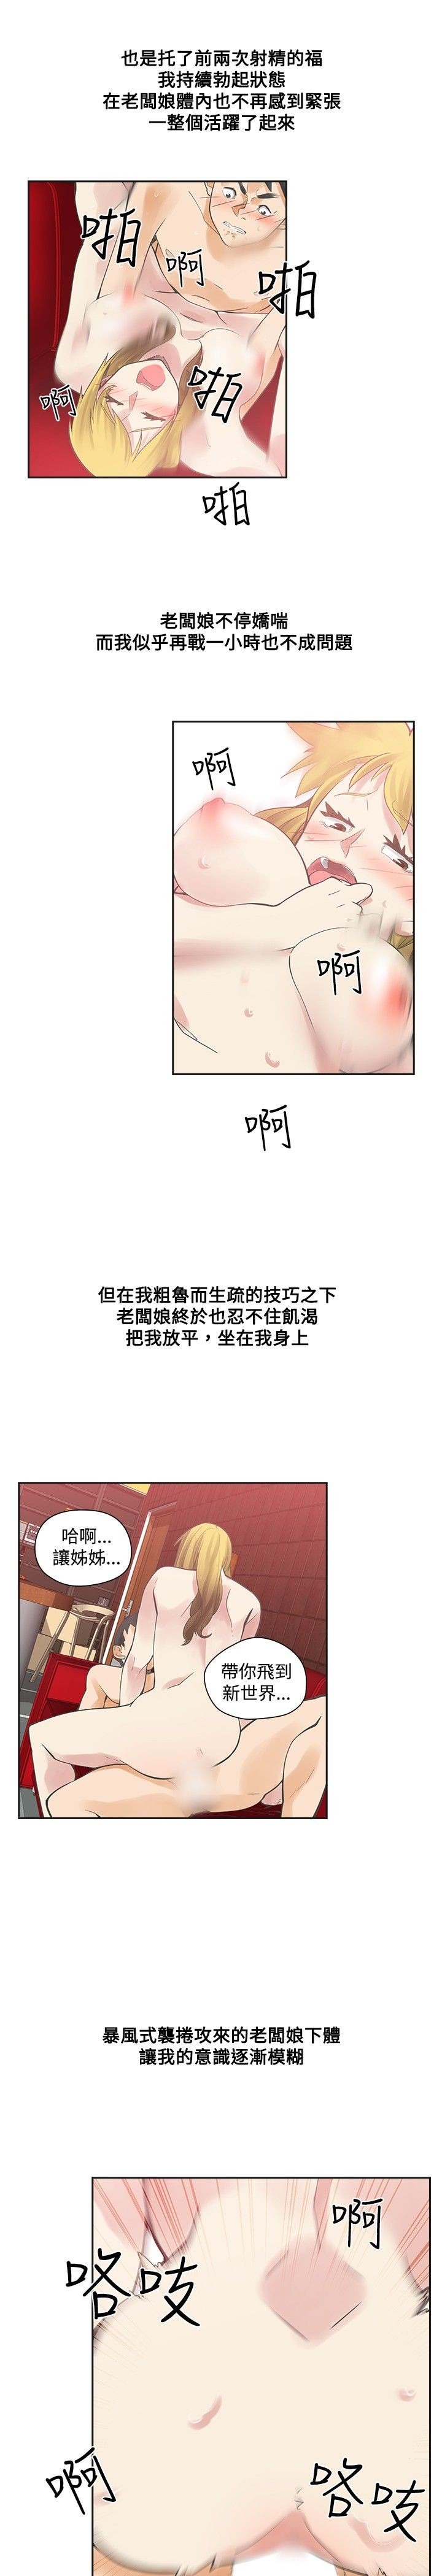 也是托了前兩次射精的福
我持續勃起狀態
在老闆娘體內也不再感到緊張
一整個活躍了起來
啪
啊
啪
啊
啪
啪
老闆娘不停嬌喘
而我似乎再戰一小時也不成問題
啊
啊
啊
但在我粗魯而生疏的技巧之下
老闆娘終於也忍不住飢渴
把我放平，坐在我身上
哈啊...
讓姊姊...
帶你飛到
新世界...
暴風式襲捲攻來的老闆娘下體
讓我的意識逐漸模糊
啊
咯吱
啊
咯吱